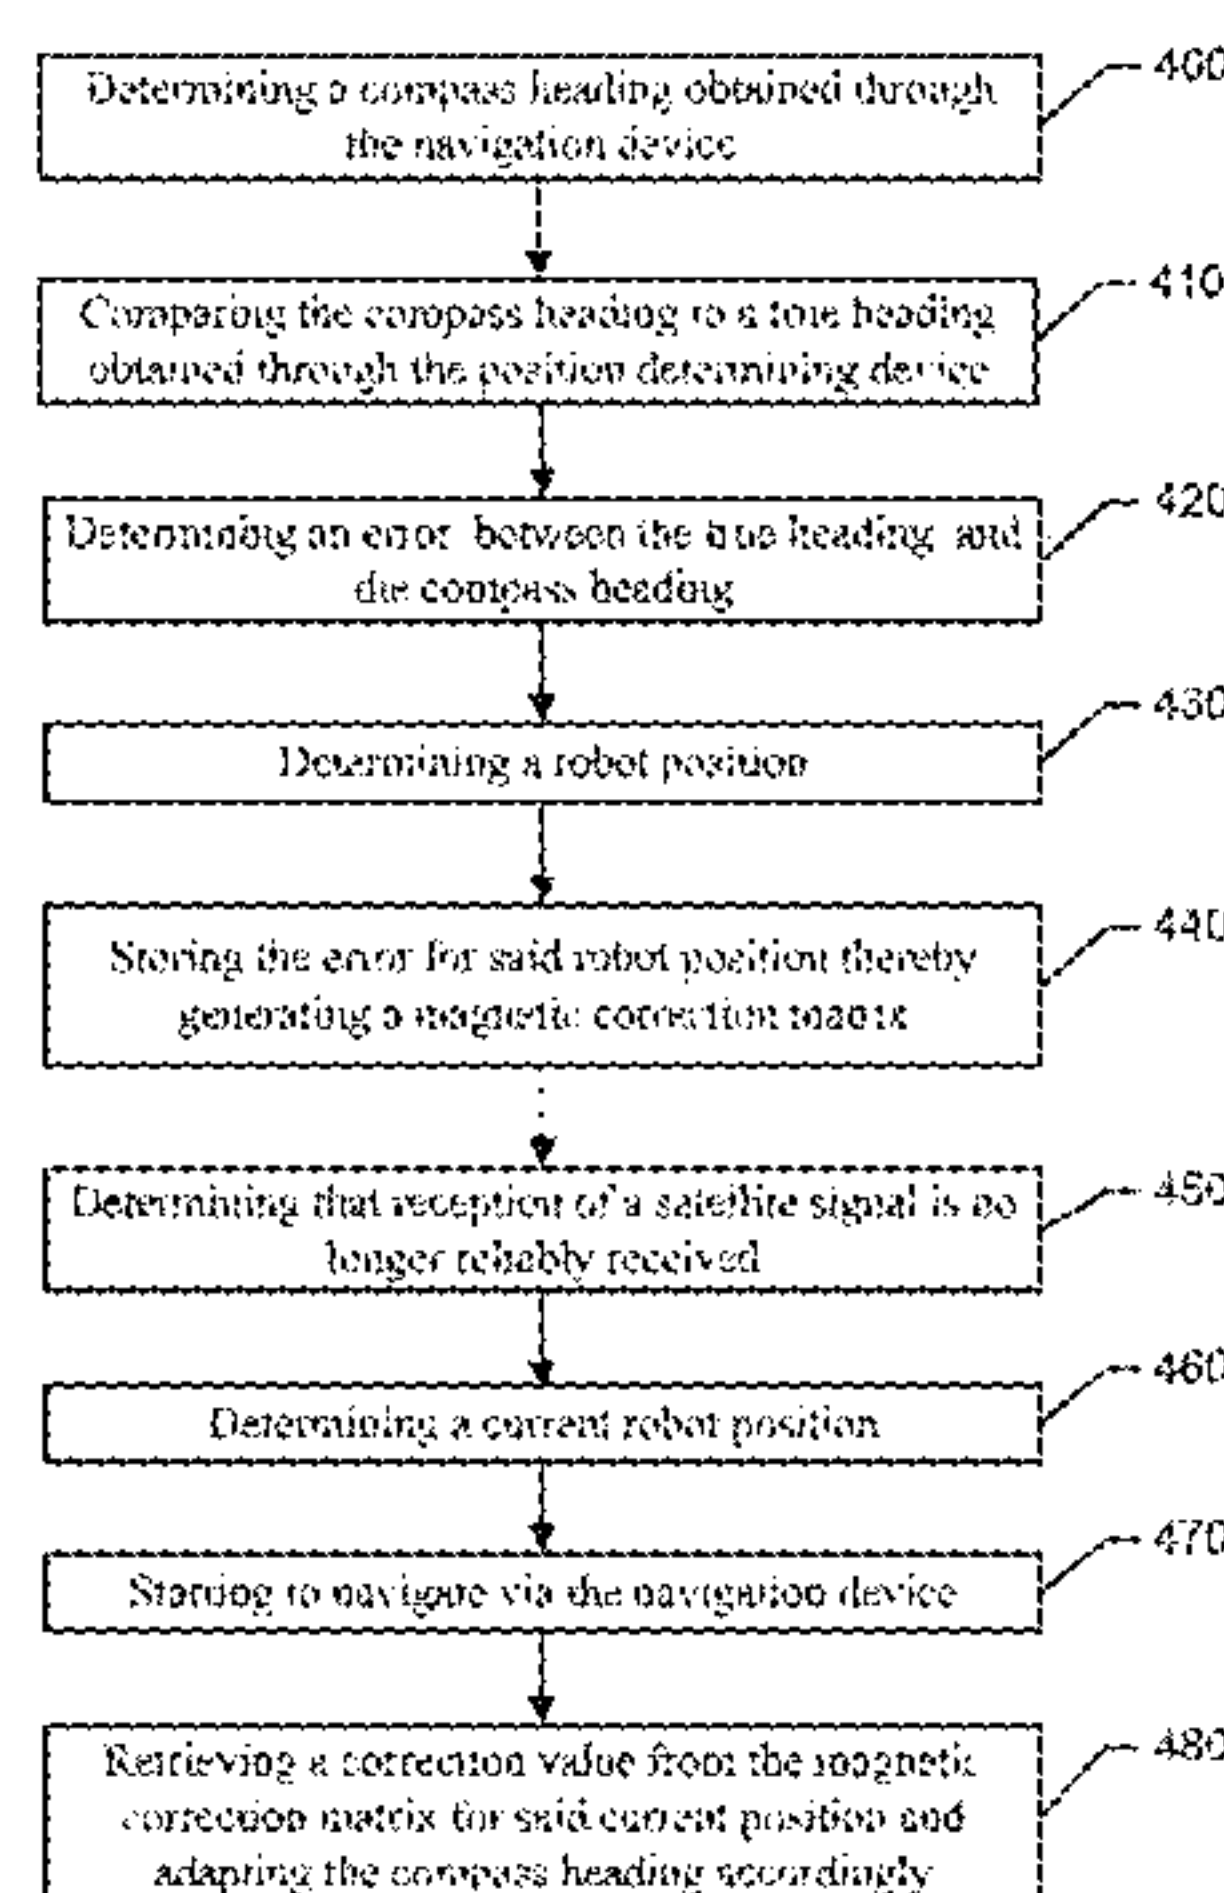 Determining a compass heading obtained through
the navigation device
400
Comparing the compass heading to a true heading
obtained through the position determining device
410
Determining an error between the true heading and
the compass heading
420
Determining a robot position
430
Storing the error for said robot position thereby
generating a magnetic correction matrix
440
Determining that reception of a satellite signal is no
longer reliably received
450
Determining a current robot position
460
Starting to navigate via the navigation device
470
Retrieving a correction value from the magnetic
correction matrix for said current position and
adapting the compass heading accordingly
480